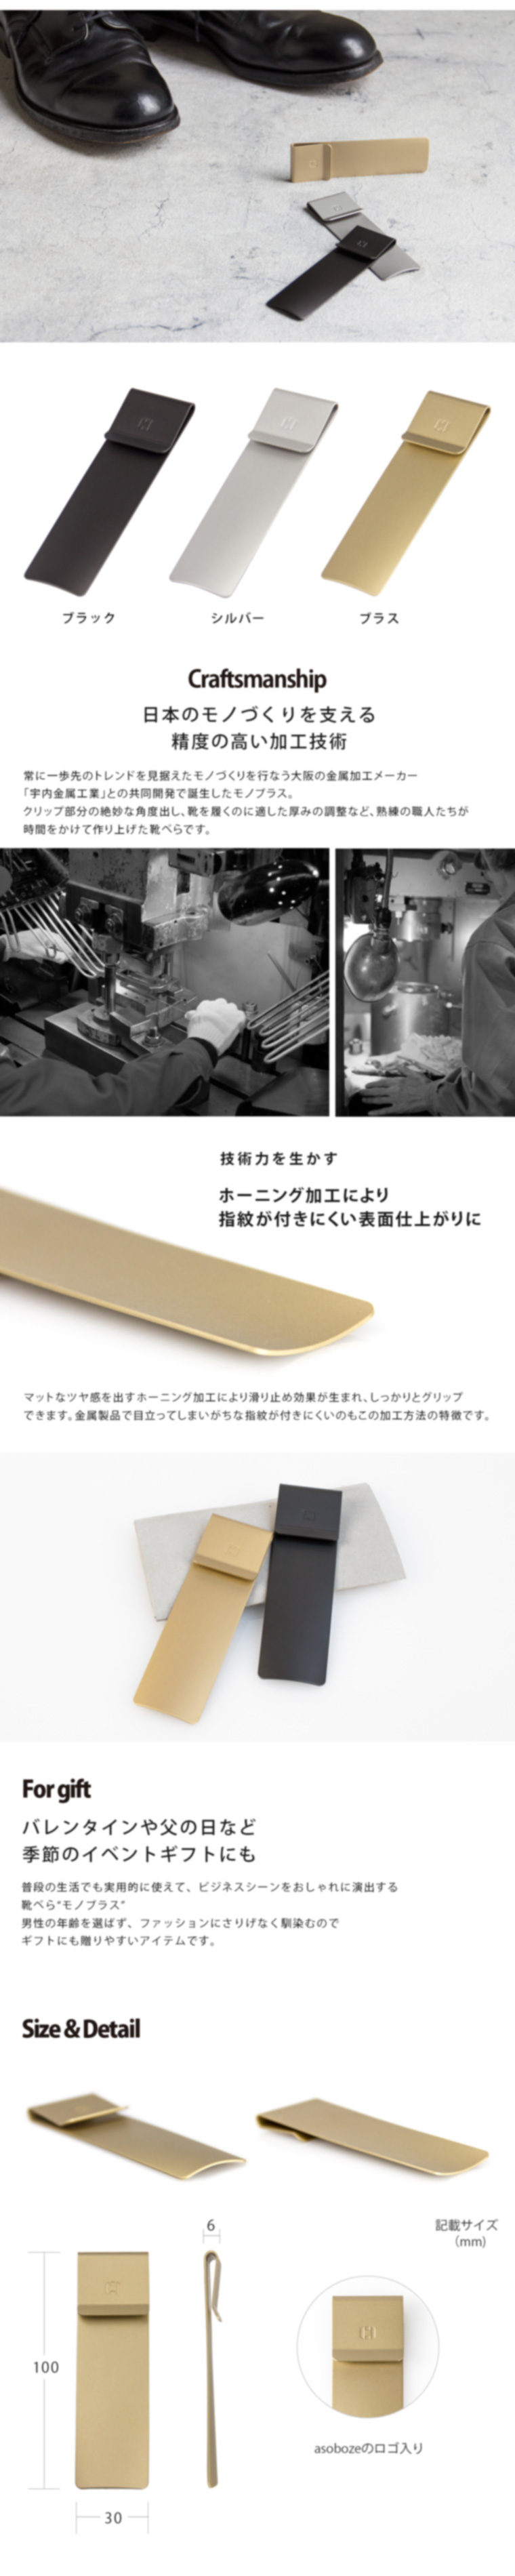 ブラック
シルバー
ブラス
Craftsmanship
日本のモノづくりを支える
精度の高い加工技術
常に一歩先のトレンドを見据えたモノづくりを行なう大阪の金属加工メーカー
「宇内金属工業」との共同開発で誕生したモノブラス。
クリップ部分の絶妙な角度出し、靴を履くのに適した厚みの調整など、熟練の職人たちが
時間をかけて作り上げた靴べらです。
技術力を生かす
ホーニング加工により
指紋が付きにくい表面仕上がりに
マットなツヤ感を出すホーニング加工により滑り止め効果が生まれ、しっかりとグリップ
できます。金属製品で目立ってしまいがちな指紋が付きにくいのもこの加工方法の特徴です。
For gift
バレンタインや父の日など
季節のイベントギフトにも
普段の生活でも実用的に使えて、ビジネスシーンをおしゃれに演出する
靴べら"モノブラス"
男性の年齢を選ばず、ファッションにさりげなく馴染むので
ギフトにも贈りやすいアイテムです。
Size & Detail
記載サイズ
（mm）
6
100
30
asobozeのロゴ入り